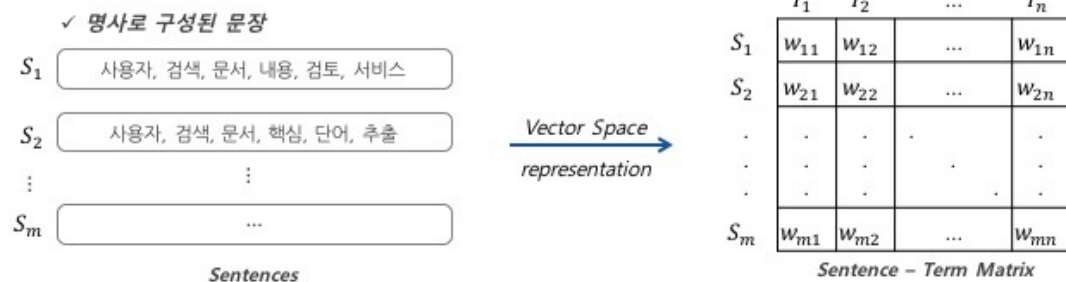 ✓ 명사로 구성된 문장
S₁ 사용자, 검색, 문서, 내용, 검토, 서비스
S₂ 사용자, 검색, 문서, 핵심, 단어, 추출
⋮ ⋮
Sₘ ...
Sentences
Vector Space
representation
... 
S₁ w₁₁ w₁₂ ... w₁ₙ
S₂ w₂₁ w₂₂ ... w₂ₙ
. . . . .
. . . . .
. . . . .
Sₘ wₘ₁ wₘ₂ ... wₘₙ
Sentence – Term Matrix